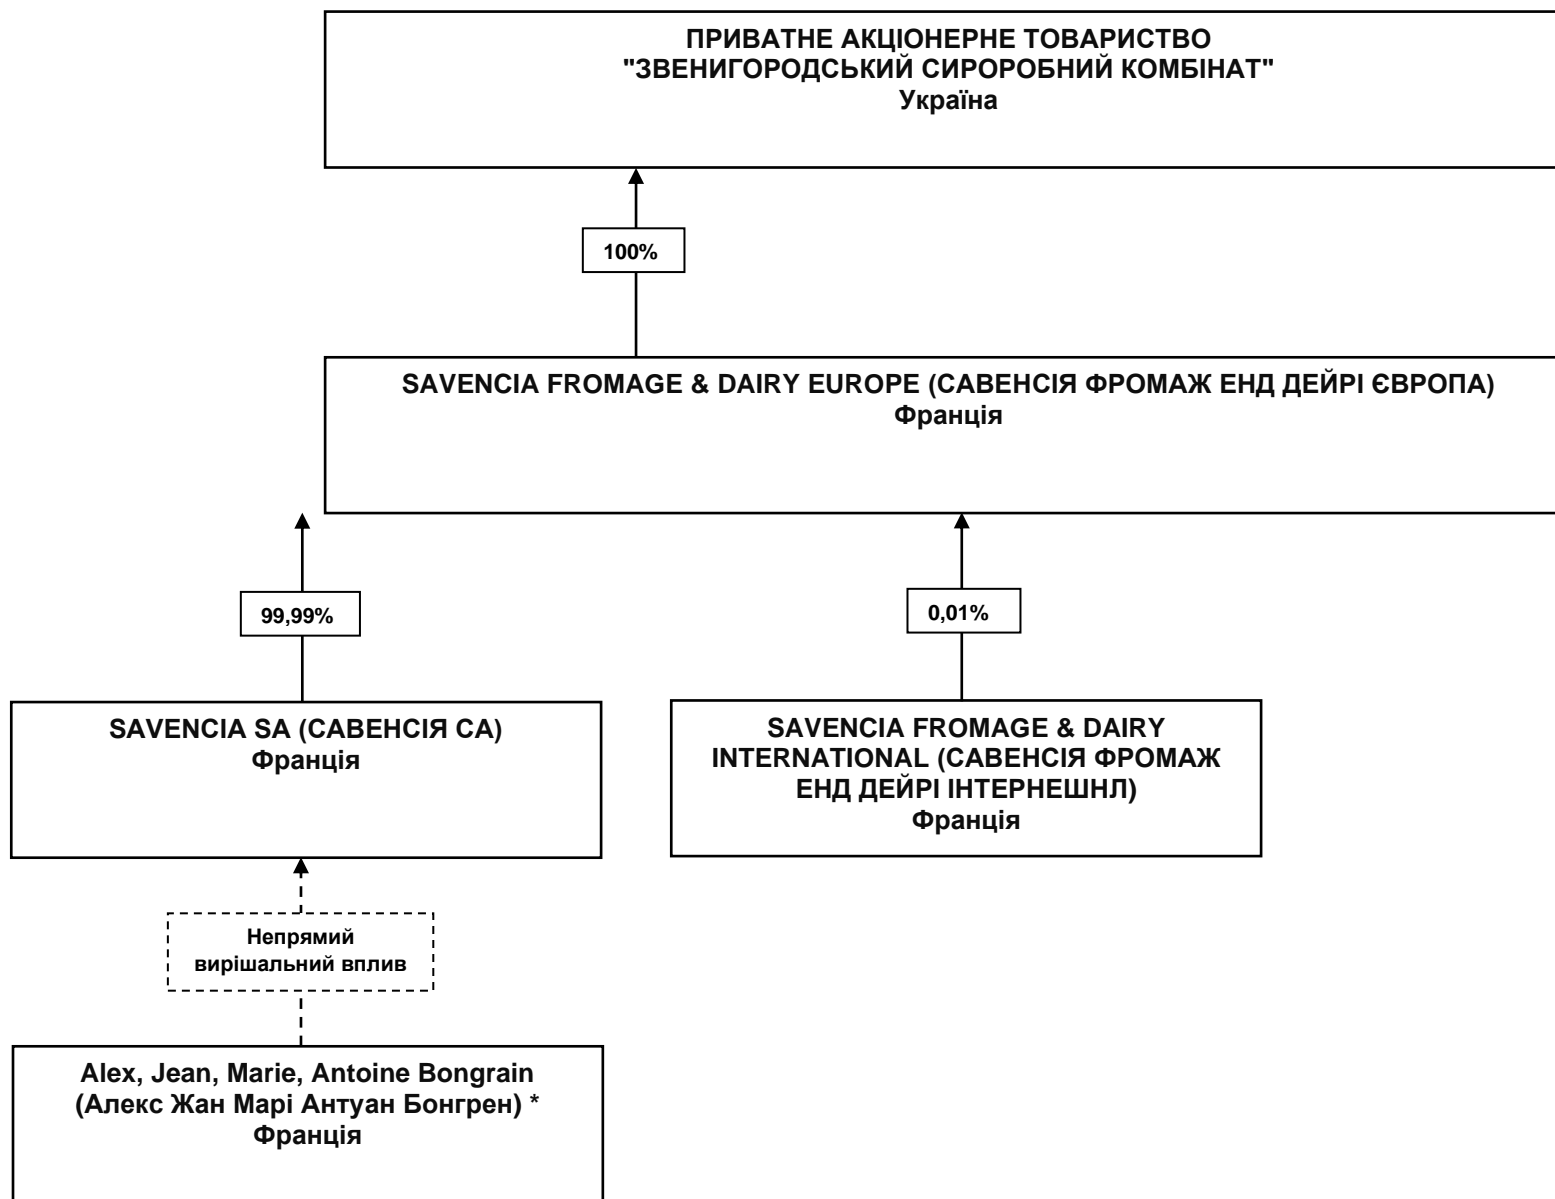 ПРИВАТНЕ АКЦІОНЕРНЕ ТОВАРИСТВО
"ЗВЕНИГОРОДСЬКИЙ СИРОРОБНИЙ КОМБІНАТ"
Україна
100%
SAVENCIA FROMAGE & DAIRY EUROPE (САВЕНСІЯ ФРОМАЖ ЕНД ДЕЙРІ ЄВРОПА)
Франція
99,99%
0,01%
SAVENCIA SA (САВЕНСІЯ СА)
Франція
SAVENCIA FROMAGE & DAIRY
INTERNATIONAL (САВЕНСІЯ ФРОМАЖ
ЕНД ДЕЙРІ ІНТЕРНЕШНЛ)
Франція
Непрямий
вирішальний вплив
Alex, Jean, Marie, Antoine Bongrain
(Алекс Жан Марі Антуан Бонгрен) *
Франція